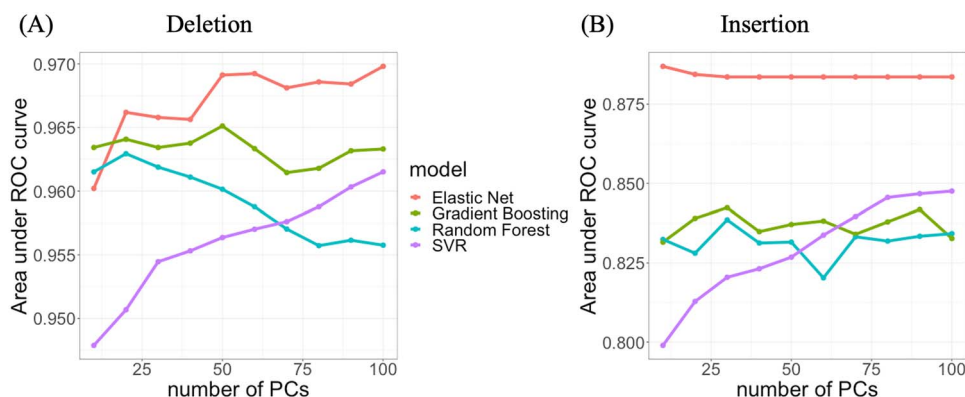 (A) Deletion
Area under ROC curve
0.970
0.965
0.960
0.955
0.950
25 50 75 100
number of PCs
model
Elastic Net
Gradient Boosting
Random Forest
SVR
(B) Insertion
Area under ROC curve
0.875
0.850
0.825
0.800
25 50 75 100
number of PCs